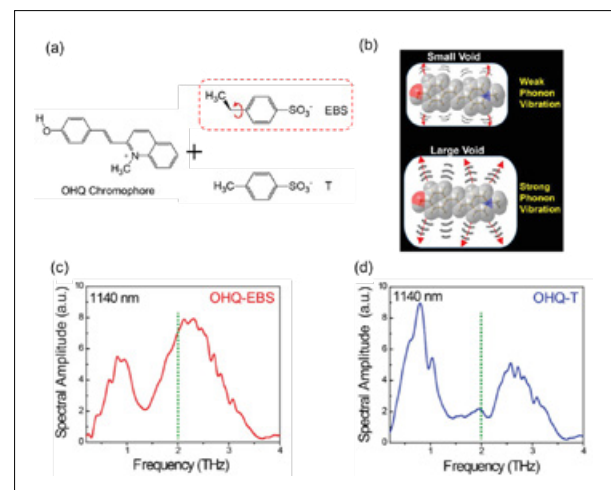 (a)
H₃C
SO₃⁻ EBS
HO
N⁺
CH₃
OHQ Chromophore
+
H₃C
SO₃⁻ T
(b)
Small Void
Weak
Phonon
Vibration
Large Void
Strong
Phonon
Vibration
(c)
1140 nm
OHQ-EBS
Spectral Amplitude (a.u.)
10
8
6
4
2
0
1 2 3 4
Frequency (THz)
(d)
1140 nm
OHQ-T
Spectral Amplitude (a.u.)
10
8
6
4
2
0
1 2 3 4
Frequency (THz)